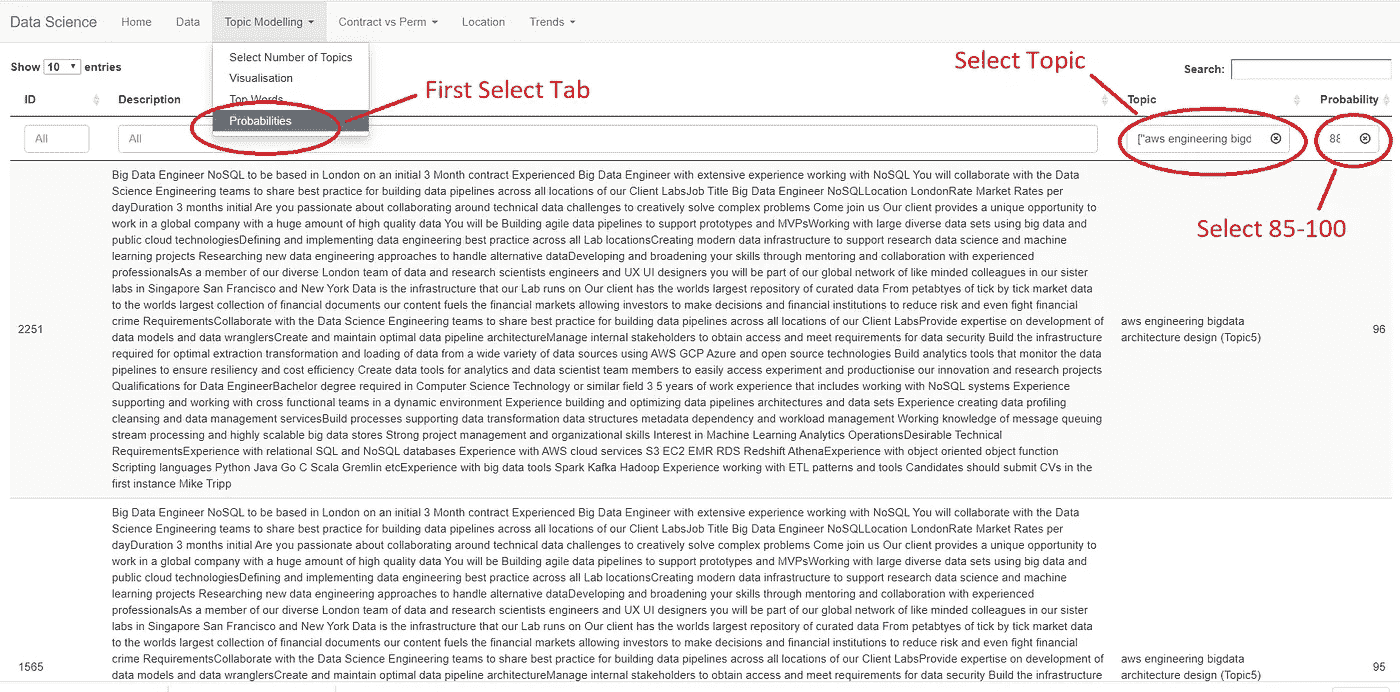 Data Science Home Data Topic Modelling Contract vs Perm Location Trends
Select Number of Topics
Visualisation
Top Words
Probabilities
First Select Tab
Select Topic
Select 85-100
Show 10 entries
Search:
ID Description Topic Probability
All All ["aws engineering bigd 88
Big Data Engineer NoSQL to be based in London on an initial 3 Month contract Experienced Big Data Engineer with extensive experience working with NoSQL You will collaborate with the Data
Science Engineering teams to share best practice for building data pipelines across all locations of our Client LabsJob Title Big Data Engineer NoSQLLocation LondonRate Market Rates per
dayDuration 3 months initial Are you passionate about collaborating around technical data challenges to creatively solve complex problems Come join us Our client provides a unique opportunity to
work in a global company with a huge amount of high quality data You will be Building agile data pipelines to support prototypes and MVPsWorking with large diverse data sets using big data and
public cloud technologiesDefining and implementing data engineering best practice across all Lab locationsCreating modern data infrastructure to support research data science and machine
learning projects Researching new data engineering approaches to handle alternative dataDeveloping and broadening your skills through mentoring and collaboration with experienced
professionalsAs a member of our diverse London team of data and research scientists engineers and UX UI designers you will be part of our global network of like minded colleagues in our sister
labs in Singapore San Francisco and New York Data is the infrastructure that our Lab runs on Our client has the worlds largest repository of curated data From petabtyes of tick by tick market data
to the worlds largest collection of financial documents our content fuels the financial markets allowing investors to make decisions and financial institutions to reduce risk and even fight financial
crime RequirementsCollaborate with the Data Science Engineering teams to share best practice for building data pipelines across all locations of our Client LabsProvide expertise on development of
data models and data wranglersCreate and maintain optimal data pipeline architectureManage internal stakeholders to obtain access and meet requirements for data security Build the infrastructure
required for optimal extraction transformation and loading of data from a wide variety of data sources using AWS GCP Azure and open source technologies Build analytics tools that monitor the data
pipelines to ensure resiliency and cost efficiency Create data tools for analytics and data scientist team members to easily access experiment and productionise our innovation and research projects
Qualifications for Data EngineerBachelor degree required in Computer Science Technology or similar field 3 5 years of work experience that includes working with NoSQL systems Experience
supporting and working with cross functional teams in a dynamic environment Experience building and optimizing data pipelines architectures and data sets Experience creating data profiling
cleansing and data management servicesBuild processes supporting data transformation data structures metadata dependency and workload management Working knowledge of message queuing
stream processing and highly scalable big data stores Strong project management and organizational skills Interest in Machine Learning Analytics OperationsDesirable Technical
RequirementsExperience with relational SQL and NoSQL databases Experience with AWS cloud services S3 EC2 EMR RDS Redshift AthenaExperience with object oriented object function
Scripting languages Python Java Go C Scala Gremlin etcExperience with big data tools Spark Kafka Hadoop Experience working with ETL patterns and tools Candidates should submit CVs in the
first instance Mike Tripp
2251
aws engineering bigdata
architecture design (Topic5)
96
Big Data Engineer NoSQL to be based in London on an initial 3 Month contract Experienced Big Data Engineer with extensive experience working with NoSQL You will collaborate with the Data
Science Engineering teams to share best practice for building data pipelines across all locations of our Client LabsJob Title Big Data Engineer NoSQLLocation LondonRate Market Rates per
dayDuration 3 months initial Are you passionate about collaborating around technical data challenges to creatively solve complex problems Come join us Our client provides a unique opportunity to
work in a global company with a huge amount of high quality data You will be Building agile data pipelines to support prototypes and MVPsWorking with large diverse data sets using big data and
public cloud technologiesDefining and implementing data engineering best practice across all Lab locationsCreating modern data infrastructure to support research data science and machine
learning projects Researching new data engineering approaches to handle alternative dataDeveloping and broadening your skills through mentoring and collaboration with experienced
professionalsAs a member of our diverse London team of data and research scientists engineers and UX UI designers you will be part of our global network of like minded colleagues in our sister
labs in Singapore San Francisco and New York Data is the infrastructure that our Lab runs on Our client has the worlds largest repository of curated data From petabtyes of tick by tick market data
to the worlds largest collection of financial documents our content fuels the financial markets allowing investors to make decisions and financial institutions to reduce risk and even fight financial
crime RequirementsCollaborate with the Data Science Engineering teams to share best practice for building data pipelines across all locations of our Client LabsProvide expertise on development of
data models and data wranglersCreate and maintain optimal data pipeline architectureManage internal stakeholders to obtain access and meet requirements for data security Build the infrastructure
1565
aws engineering bigdata
architecture design (Topic5)
95